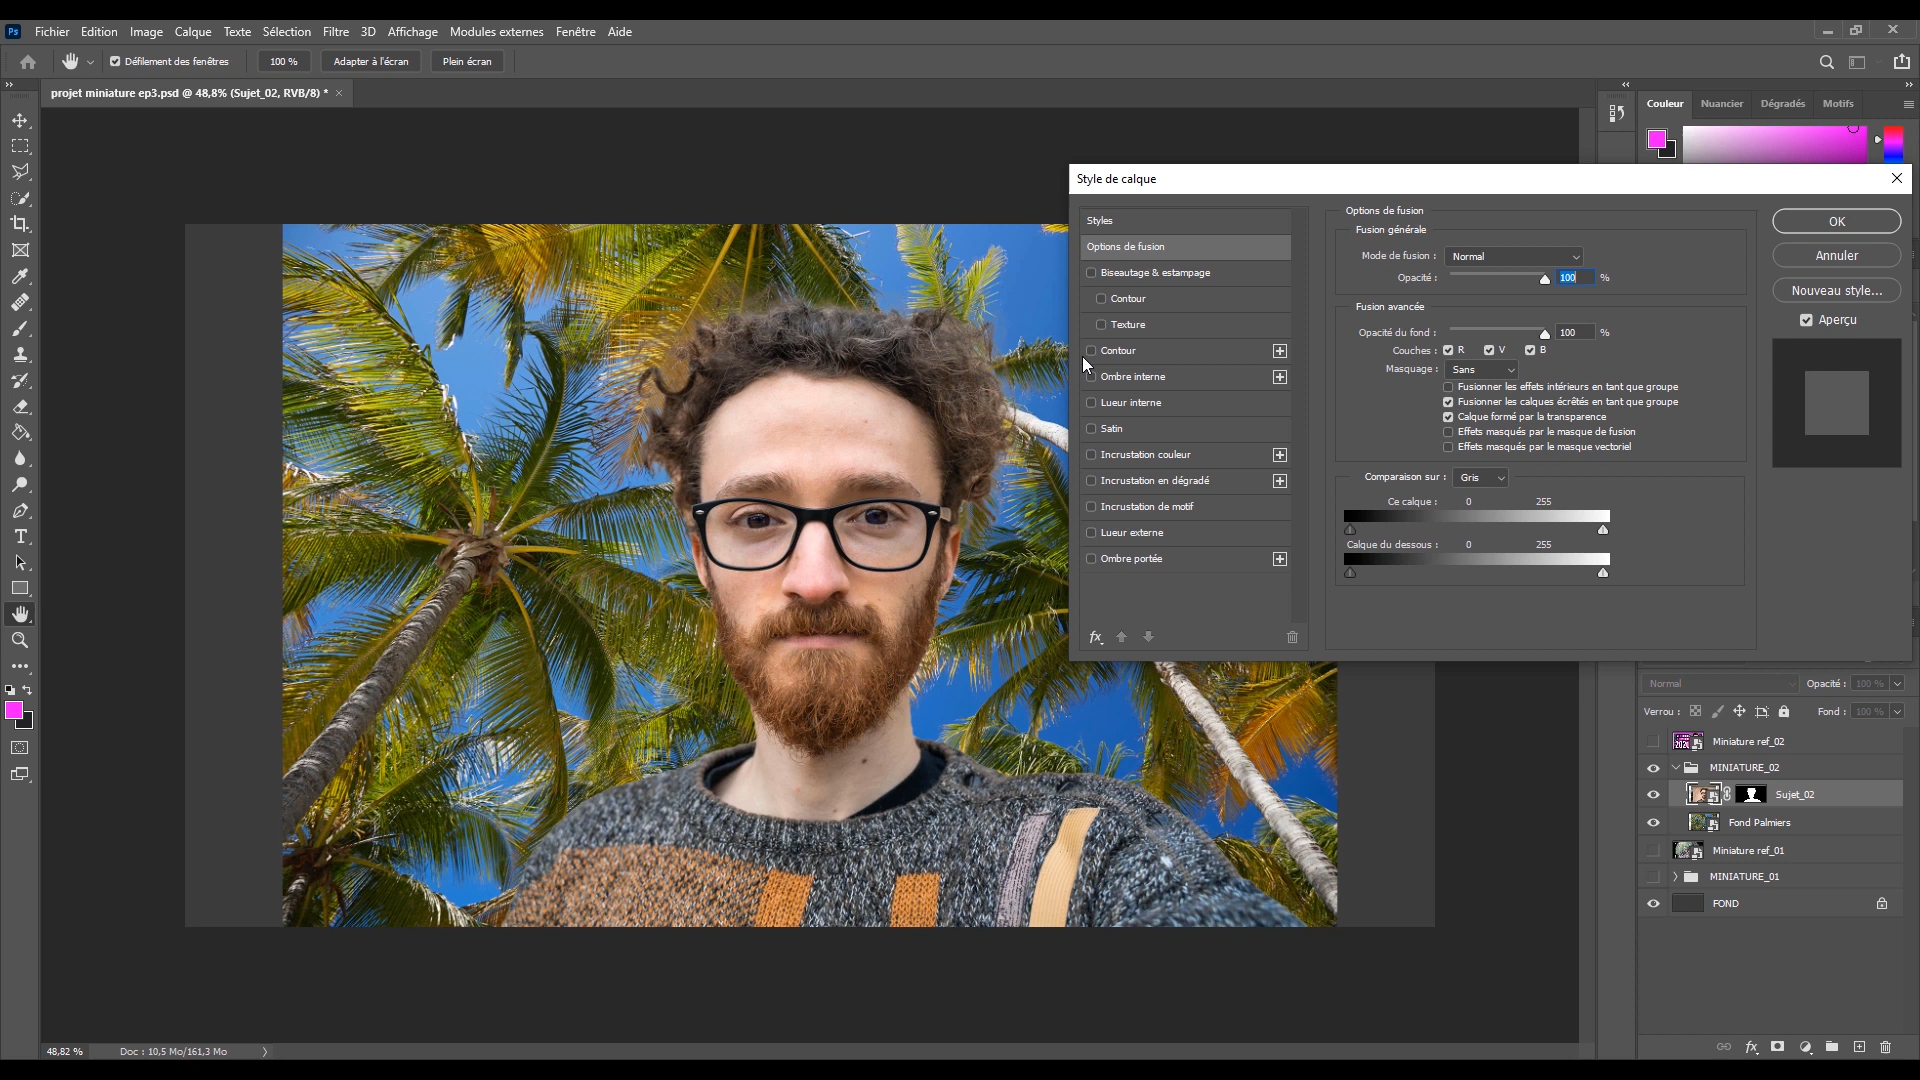 Ps Fichier Edition Image Calque Texte Sélection Filtre 3D Affichage Modules externes Fenêtre Aide
Défilement des fenêtres 100 % Adapter à l'écran Plein écran
projet miniature ep3.psd @ 48,8% (Sujet_02, RVB/8) * ×
Couleur Nuancier Dégradés Motifs
Style de calque
Styles
Options de fusion
Biseautage & estampage
Contour
Texture
Contour
Ombre interne
Lueur interne
Satin
Incrustation couleur
Incrustation en dégradé
Incrustation de motif
Lueur externe
Ombre portée
fx
Options de fusion
Fusion générale
Mode de fusion : Normal
Opacité : 100 %
Fusion avancée
Opacité du fond : 100 %
Couches : R V B
Masquage : Sans
Fusionner les effets intérieurs en tant que groupe
Fusionner les calques écrêtés en tant que groupe
Calque formé par la transparence
Effets masqués par le masque de fusion
Effets masqués par le masque vectoriel
Comparaison sur : Gris
Ce calque : 0 255
Calque du dessous : 0 255
OK
Annuler
Nouveau style...
Aperçu
Normal Opacité : 100 %
Verrou : Fond : 100 %
Miniature ref_02
MINIATURE_02
Sujet_02
Fond Palmiers
Miniature ref_01
MINIATURE_01
FOND
fx
48,82 % Doc : 10,5 Mo/161,3 Mo